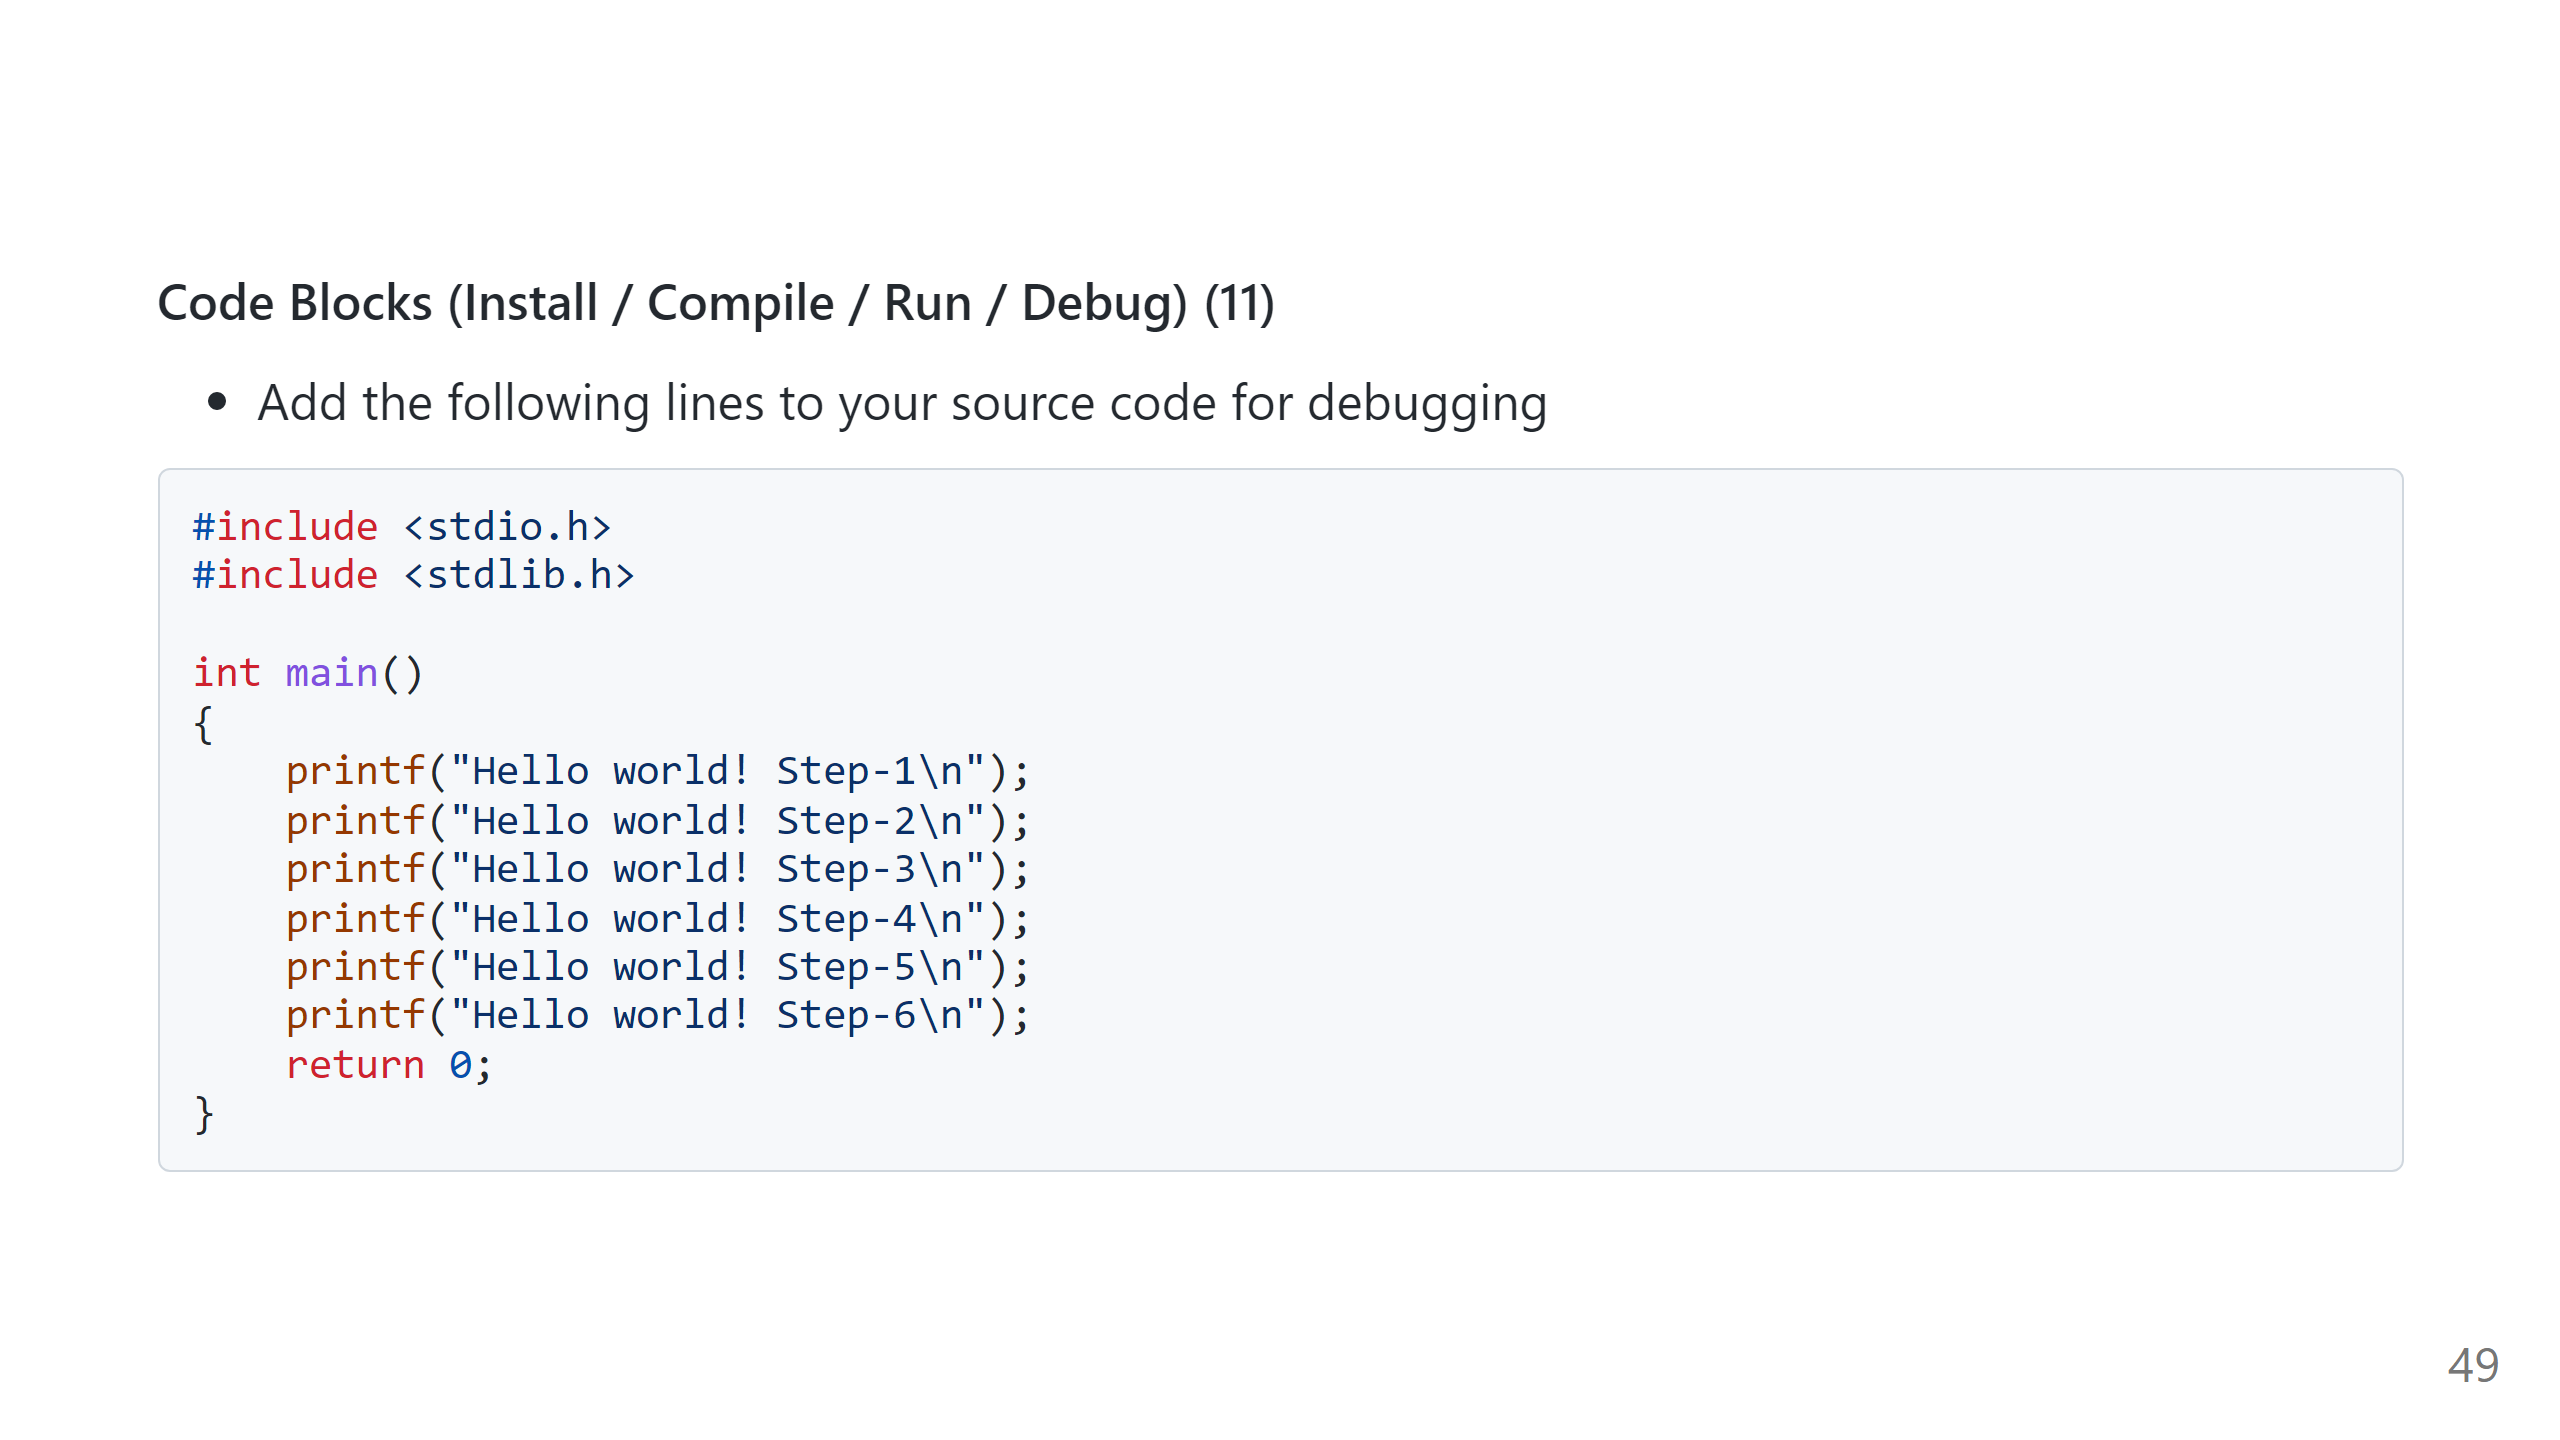 Code Blocks (Install / Compile / Run / Debug) (11)
• Add the following lines to your source code for debugging
#include <stdio.h>
#include <stdlib.h>
int main()
{
    printf("Hello world! Step-1\n");
    printf("Hello world! Step-2\n");
    printf("Hello world! Step-3\n");
    printf("Hello world! Step-4\n");
    printf("Hello world! Step-5\n");
    printf("Hello world! Step-6\n");
    return 0;
}
49